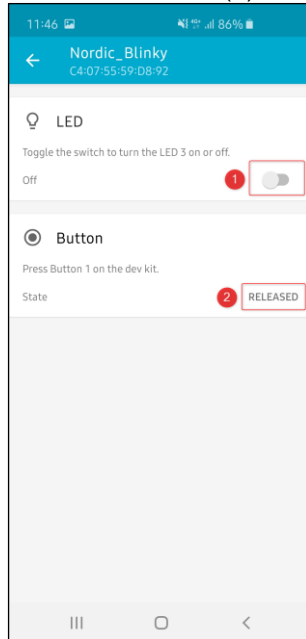 11:46 86%
Nordic_Blinky
C4:07:55:59:D8:92
LED
Toggle the switch to turn the LED 3 on or off.
Off 1
Button
Press Button 1 on the dev kit.
State 2 RELEASED